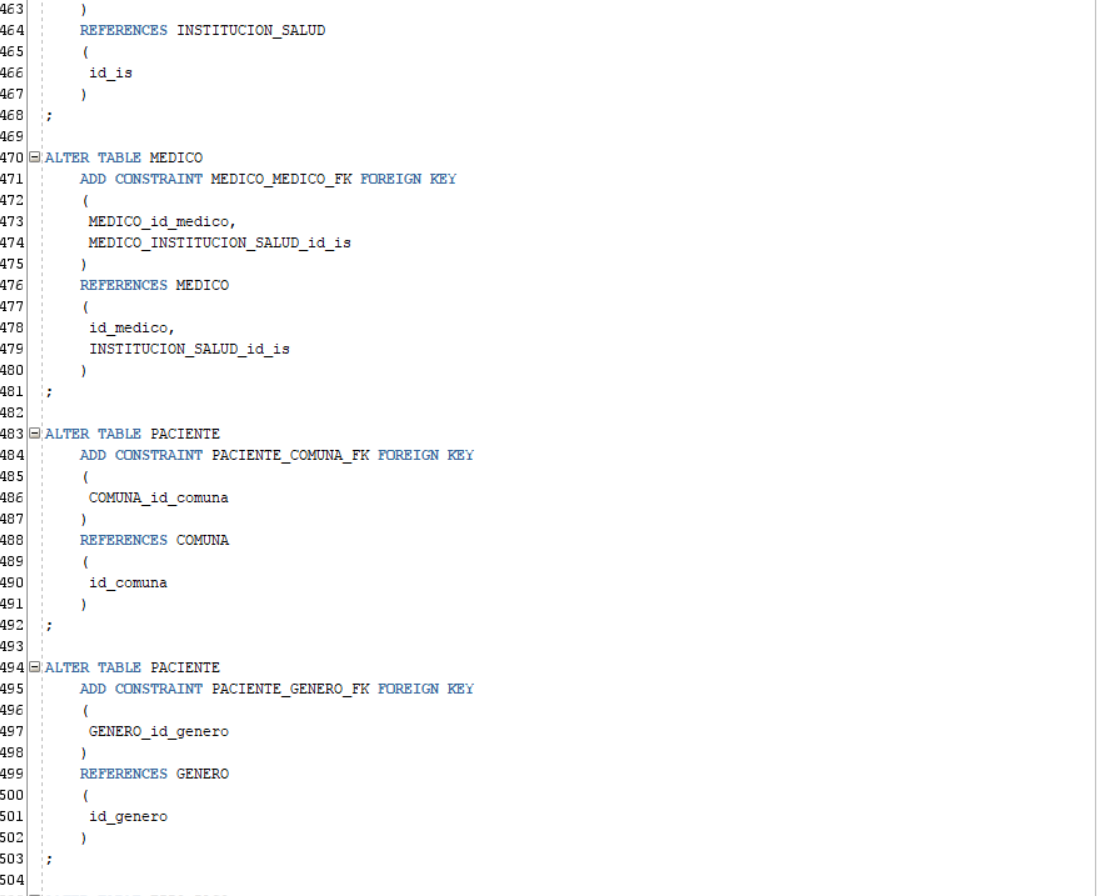 463 )
464 REFERENCES INSTITUCION_SALUD
465 (
466 id_is
467 )
468 ;
469
470 ALTER TABLE MEDICO
471 ADD CONSTRAINT MEDICO_MEDICO_FK FOREIGN KEY
472 (
473 MEDICO_id_medico,
474 MEDICO_INSTITUCION_SALUD_id_is
475 )
476 REFERENCES MEDICO
477 (
478 id_medico,
479 INSTITUCION_SALUD_id_is
480 )
481 ;
482
483 ALTER TABLE PACIENTE
484 ADD CONSTRAINT PACIENTE_COMUNA_FK FOREIGN KEY
485 (
486 COMUNA_id_comuna
487 )
488 REFERENCES COMUNA
489 (
490 id_comuna
491 )
492 ;
493
494 ALTER TABLE PACIENTE
495 ADD CONSTRAINT PACIENTE_GENERO_FK FOREIGN KEY
496 (
497 GENERO_id_genero
498 )
499 REFERENCES GENERO
500 (
501 id_genero
502 )
503 ;
504